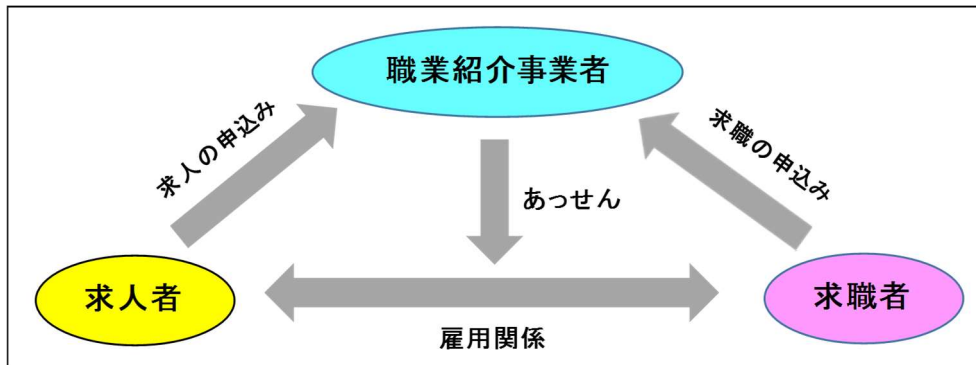 職業紹介事業者
求人の申込み
求職の申込み
あっせん
求人者
求職者
雇用関係